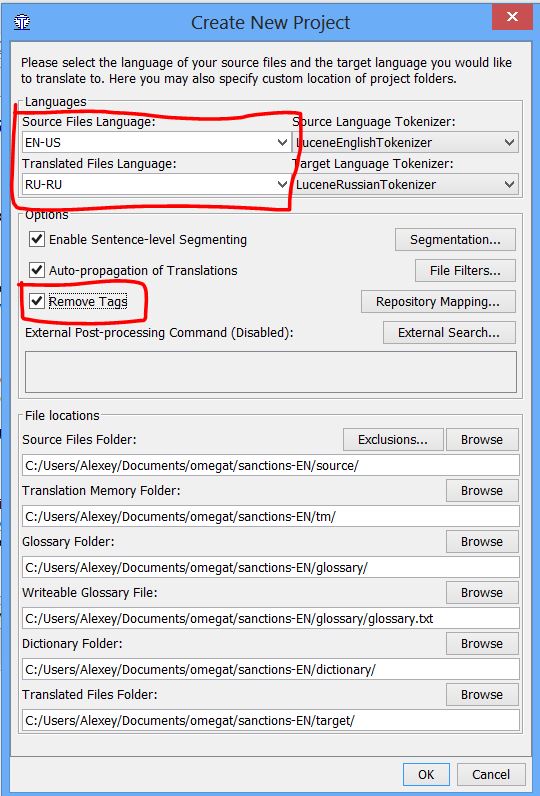 Create New Project
Please select the language of your source files and the target language you would like
to translate to. Here you may also specify custom location of project folders.
Languages
Source Files Language: Source Language Tokenizer:
EN-US LuceneEnglishTokenizer
Translated Files Language: Target Language Tokenizer:
RU-RU LuceneRussianTokenizer
Options
Enable Sentence-level Segmenting Segmentation...
Auto-propagation of Translations File Filters...
Remove Tags Repository Mapping...
External Post-processing Command (Disabled): External Search...
File locations
Source Files Folder: Exclusions... Browse
C:/Users/Alexey/Documents/omegat/sanctions-EN/source/
Translation Memory Folder: Browse
C:/Users/Alexey/Documents/omegat/sanctions-EN/tm/
Glossary Folder: Browse
C:/Users/Alexey/Documents/omegat/sanctions-EN/glossary/
Writeable Glossary File: Browse
C:/Users/Alexey/Documents/omegat/sanctions-EN/glossary/glossary.txt
Dictionary Folder: Browse
C:/Users/Alexey/Documents/omegat/sanctions-EN/dictionary/
Translated Files Folder: Browse
C:/Users/Alexey/Documents/omegat/sanctions-EN/target/
OK Cancel